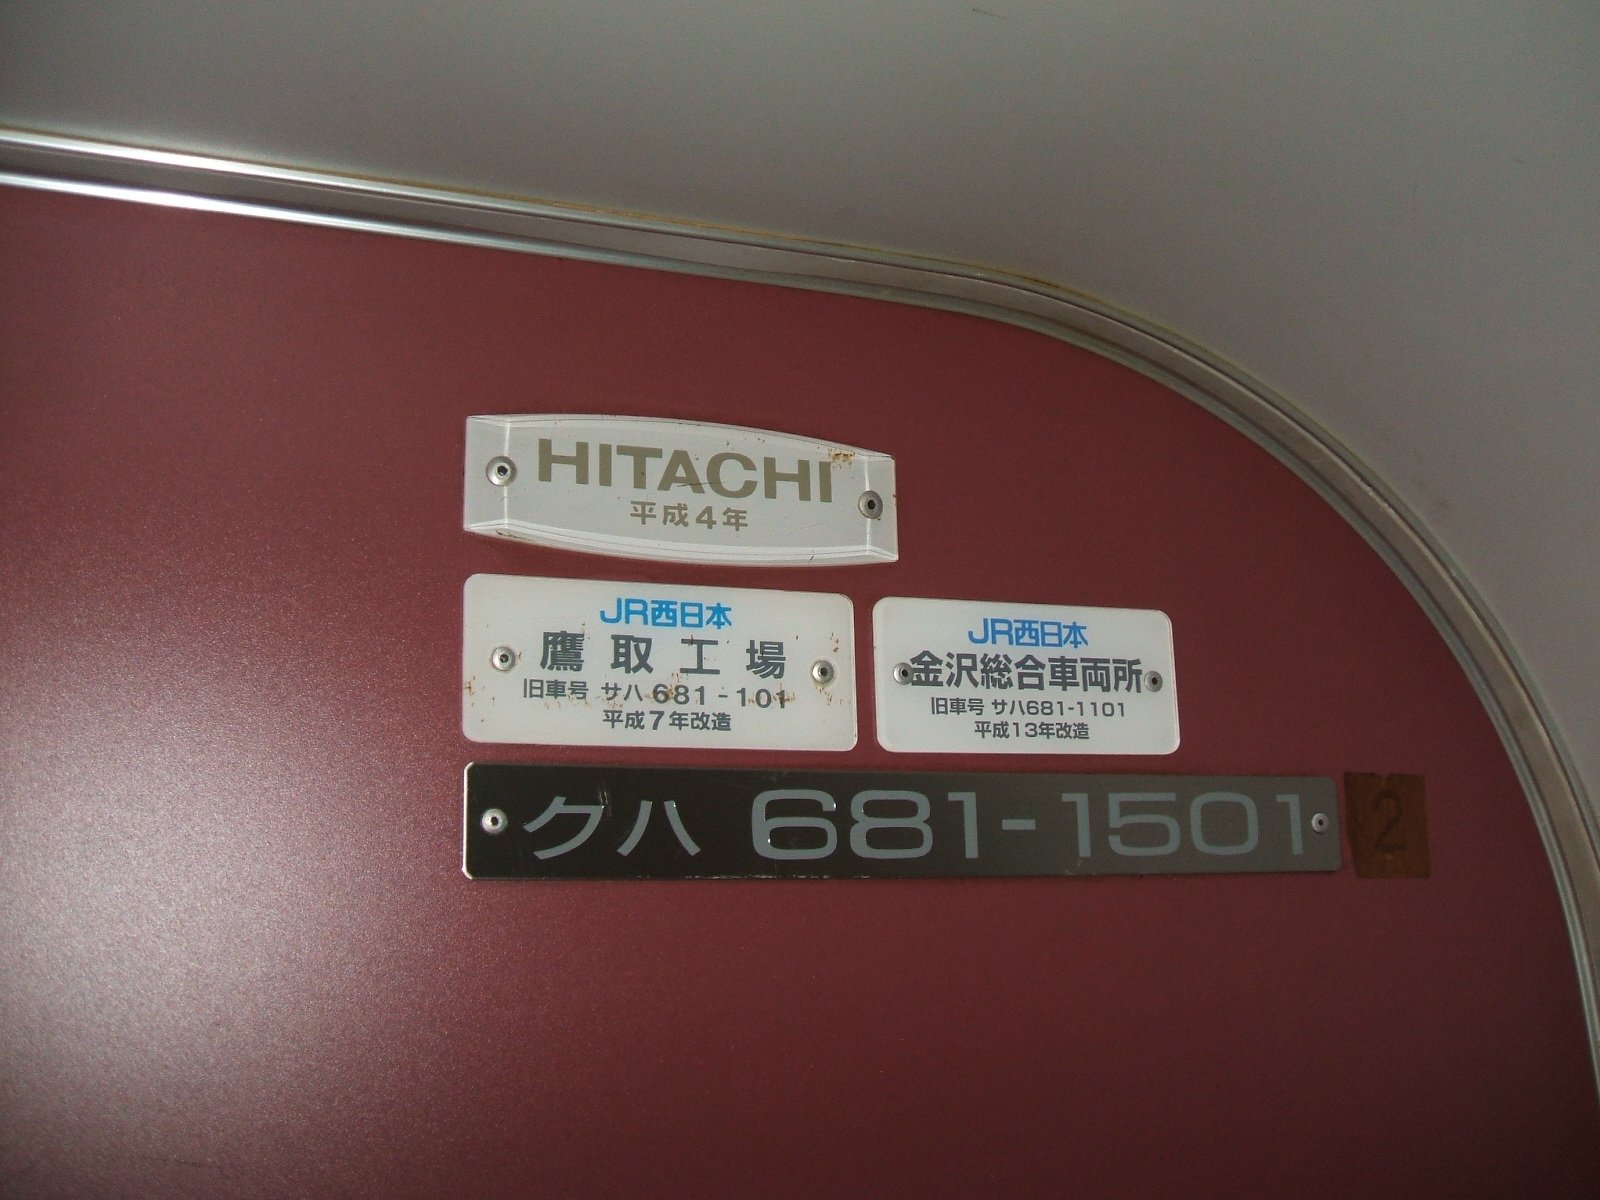 HITACHI
平成4年
JR西日本
鷹取工場
旧車号 サハ 681-101
平成7年改造
JR西日本
金沢総合車両所
旧車号 サハ681-1101
平成13年改造
クハ 681-1501
2